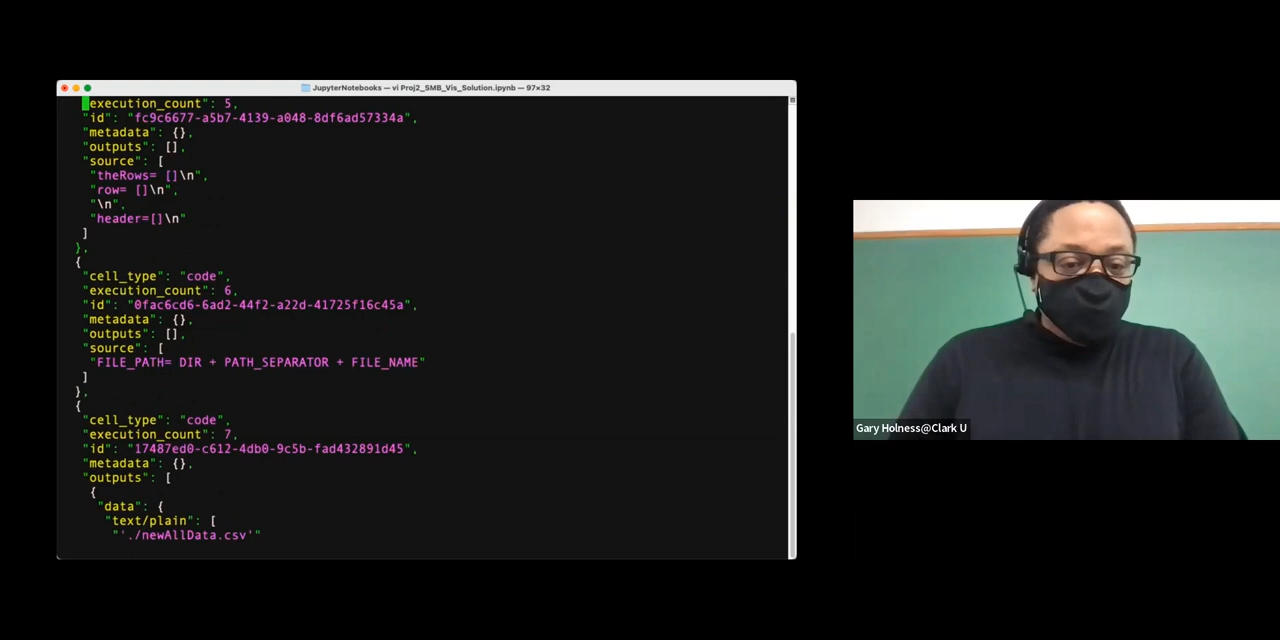 JupyterNotebooks — vi Proj2_SMB_Vis_Solution.ipynb — 97×32
"execution_count": 5,
"id": "fc9c6677-a5b7-4139-a048-8df6ad57334a",
"metadata": {},
"outputs": [],
"source": [
"theRows= []\n",
"row= []\n",
"\n",
"header=[]\n"
]
},
{
"cell_type": "code",
"execution_count": 6,
"id": "0fac6cd6-6ad2-44f2-a22d-41725f16c45a",
"metadata": {},
"outputs": [],
"source": [
"FILE_PATH= DIR + PATH_SEPARATOR + FILE_NAME"
]
},
{
"cell_type": "code",
"execution_count": 7,
"id": "17487ed0-c612-4db0-9c5b-fad432891d45",
"metadata": {},
"outputs": [
{
"data": {
"text/plain": [
"'./newAllData.csv'"
Gary Holness@Clark U